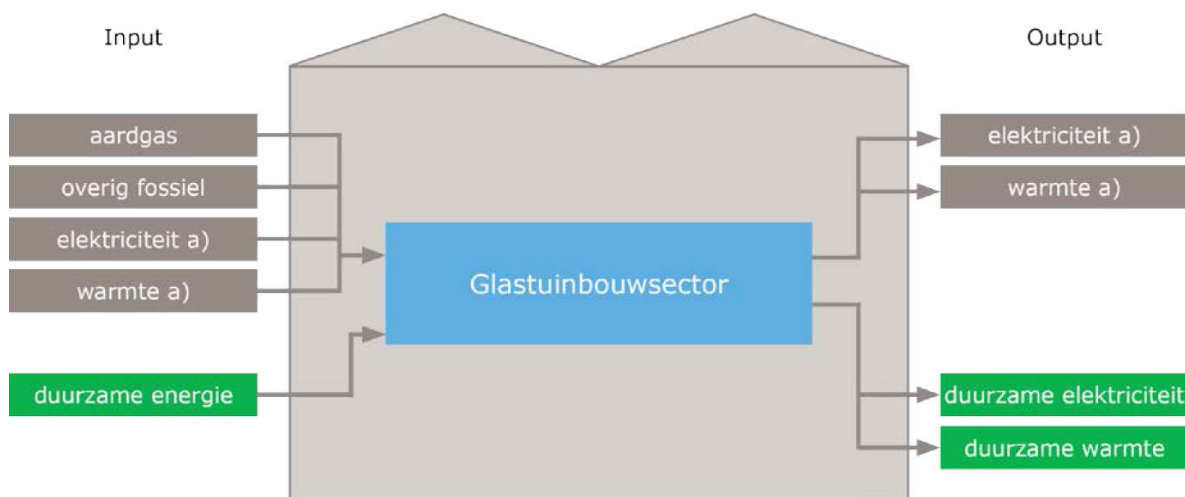 Input
Output
aardgas
overig fossiel
elektriciteit a)
warmte a)
duurzame energie
Glastuinbouwsector
elektriciteit a)
warmte a)
duurzame elektriciteit
duurzame warmte